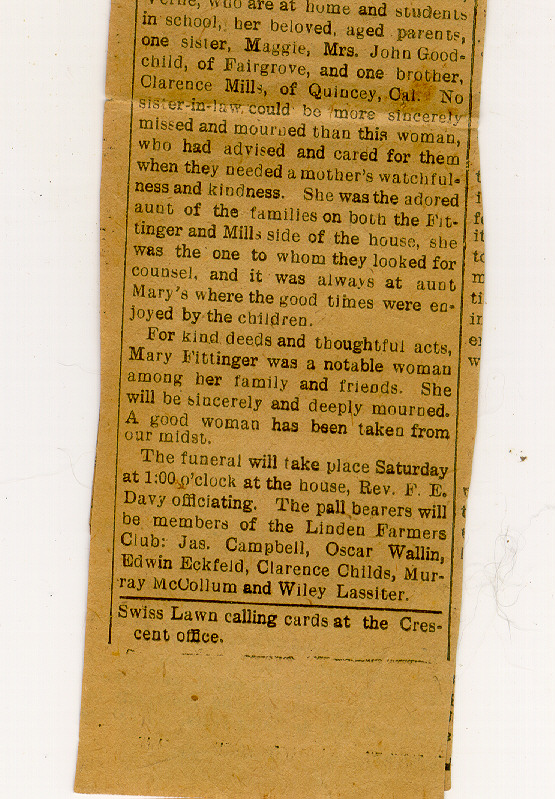 Verne, who are at home and students
in school, her beloved, aged parents,
one sister, Maggie, Mrs. John Good-
child, of Fairgrove, and one brother,
Clarence Mills, of Quincey, Cal. No
sister-in-law could be more sincerely
missed and mourned than this woman,
who had advised and cared for them
when they needed a mother's watchful-
ness and kindness. She was the adored
aunt of the families on both the Fit-
tinger and Mills side of the house, she
was the one to whom they looked for
counsel, and it was always at aunt
Mary's where the good times were en-
joyed by the children.
For kind deeds and thoughtful acts,
Mary Fittinger was a notable woman
among her family and friends. She
will be sincerely and deeply mourned.
A good woman has been taken from
our midst.
The funeral will take place Saturday
at 1:00 o'clock at the house, Rev. F. E.
Davy officiating. The pall bearers will
be members of the Linden Farmers
Club: Jas. Campbell, Oscar Wallin,
Edwin Eckfeld, Clarence Childs, Mur-
ray McCollum and Wiley Lassiter.
Swiss Lawn calling cards at the Cres-
cent office.